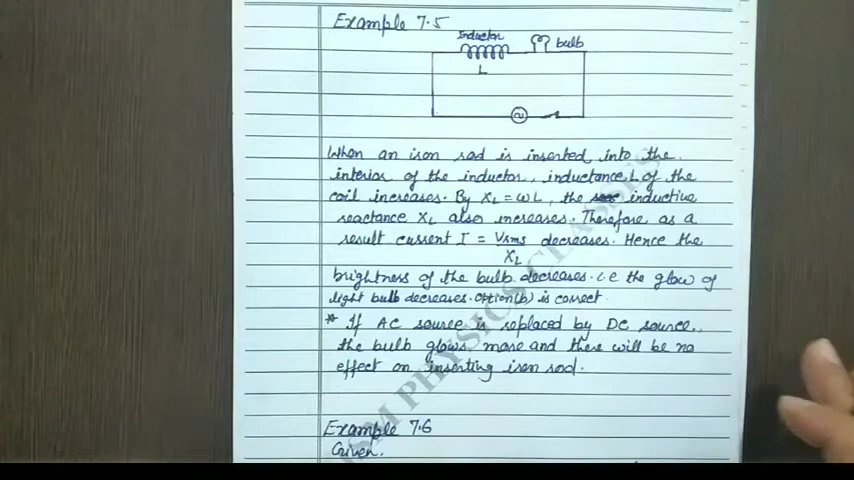 Example 7.5
Inductor
bulb
L
When an iron rod is inserted into the
interior of the inductor, inductance L of the
coil increases. By XL = ωL, the inductive
reactance XL also increases. Therefore as a
result current I = Vrms decreases. Hence the
XL
brightness of the bulb decreases. i.e the glow of
light bulb decreases. option(b) is correct
* If AC source is replaced by DC source,
the bulb glows more and there will be no
effect on inserting iron rod.
Example 7.6
Given.
PHYSICS CLASSES